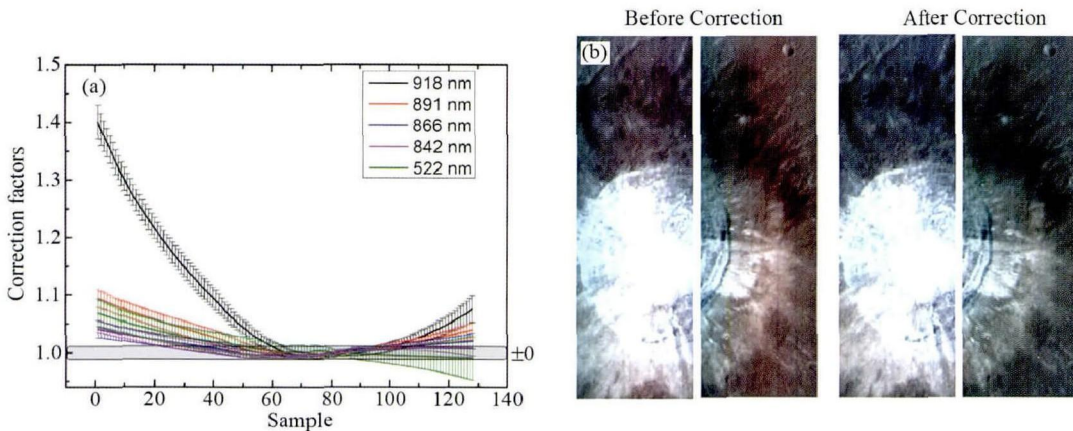 Before Correction
After Correction
(a)
(b)
918 nm
891 nm
866 nm
842 nm
522 nm
Correction factors
1.5
1.4
1.3
1.2
1.1
1.0
±0
0 20 40 60 80 100 120 140
Sample